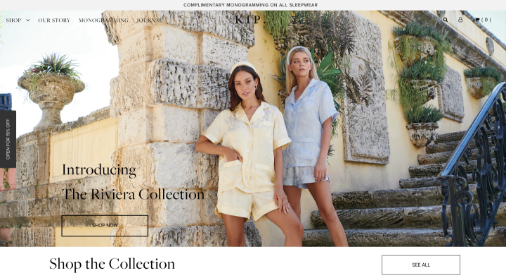 COMPLIMENTARY MONOGRAMMING ON ALL SLEEPWEAR
SHOP OUR STORY MONOGRAMMING JOURNAL
KIP.
( 0 )
OPEN FOR 15% OFF
Introducing
The Riviera Collection
SHOP NOW
Shop the Collection
SEE ALL